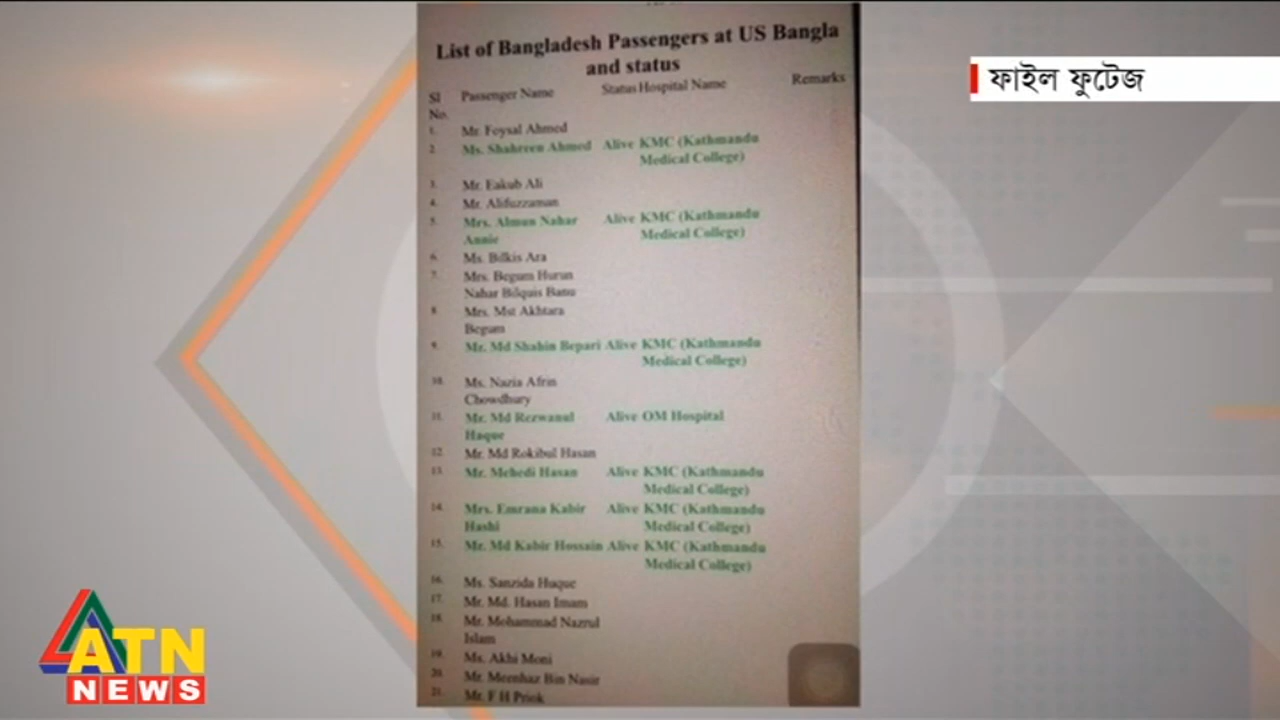 List of Bangladesh Passengers at US Bangla
and status
Sl Passenger Name Status Hospital Name Remarks
No.
1. Mr. Foysal Ahmed
2. Ms. Shahreen Ahmed Alive KMC (Kathmandu
Medical College)
3. Mr. Eakub Ali
4. Mr. Alifuzzaman
5. Mrs. Almun Nahar Alive KMC (Kathmandu
Annie Medical College)
6. Ms. Bilkis Ara
7. Mrs. Begum Hurun
Nahar Bilquis Banu
8. Mrs. Mst Akhtara
Begum
9. Mr. Md Shahin Bepari Alive KMC (Kathmandu
Medical College)
10. Ms. Nazia Afrin
Chowdhury
11. Mr. Md Rezwanul Alive OM Hospital
Haque
12. Mr. Md Rokibul Hasan
13. Mr. Mehedi Hasan Alive KMC (Kathmandu
Medical College)
14. Mrs. Emrana Kabir Alive KMC (Kathmandu
Hashi Medical College)
15. Mr. Md Kabir Hossain Alive KMC (Kathmandu
Medical College)
16. Ms. Sanzida Huque
17. Mr. Md. Hasan Imam
18. Mr. Mohammad Nazrul
Islam
19. Ms. Akhi Moni
20. Mr. Meenhaz Bin Nasir
21. Mr. F H Priok
ফাইল ফুটেজ
ATN
NEWS